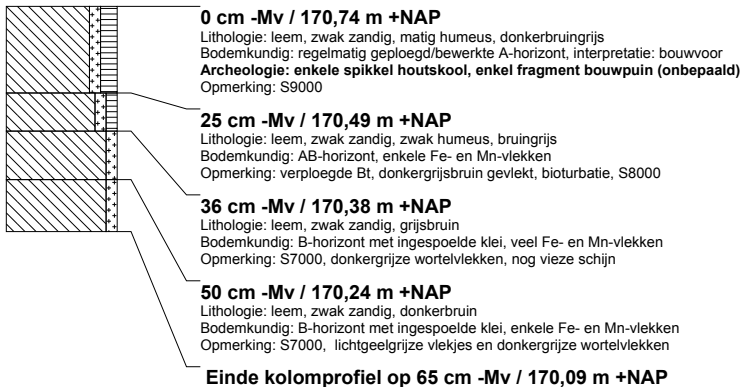 0 cm -Mv / 170,74 m +NAP
Lithologie: leem, zwak zandig, matig humeus, donkerbruingrijs
Bodemkundig: regelmatig geploegd/bewerkte A-horizont, interpretatie: bouwvoor
Archeologie: enkele spikkel houtskool, enkel fragment bouwpuin (onbepaald)
Opmerking: S9000
25 cm -Mv / 170,49 m +NAP
Lithologie: leem, zwak zandig, zwak humeus, bruingrijs
Bodemkundig: AB-horizont, enkele Fe- en Mn-vlekken
Opmerking: verploegde Bt, donkergrijsbruin gevlekt, bioturbatie, S8000
36 cm -Mv / 170,38 m +NAP
Lithologie: leem, zwak zandig, grijsbruin
Bodemkundig: B-horizont met ingespoelde klei, veel Fe- en Mn-vlekken
Opmerking: S7000, donkergrijze wortelvlekken, nog vieze schijn
50 cm -Mv / 170,24 m +NAP
Lithologie: leem, zwak zandig, donkerbruin
Bodemkundig: B-horizont met ingespoelde klei, enkele Fe- en Mn-vlekken
Opmerking: S7000, lichtgeelgrijze vlekjes en donkergrijze wortelvlekken
Einde kolomprofiel op 65 cm -Mv / 170,09 m +NAP